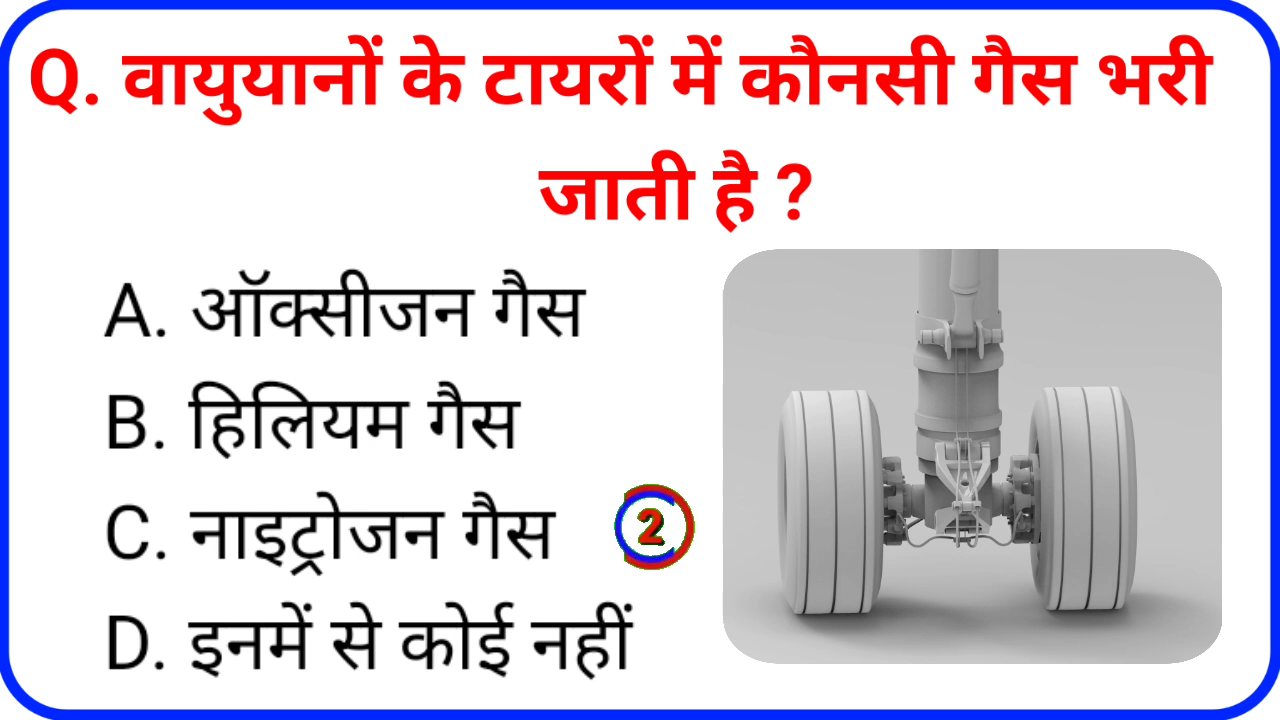 Q. वायुयानों के टायरों में कौनसी गैस भरी
जाती है ?
A. ऑक्सीजन गैस
B. हिलियम गैस
C. नाइट्रोजन गैस
2
D. इनमें से कोई नहीं